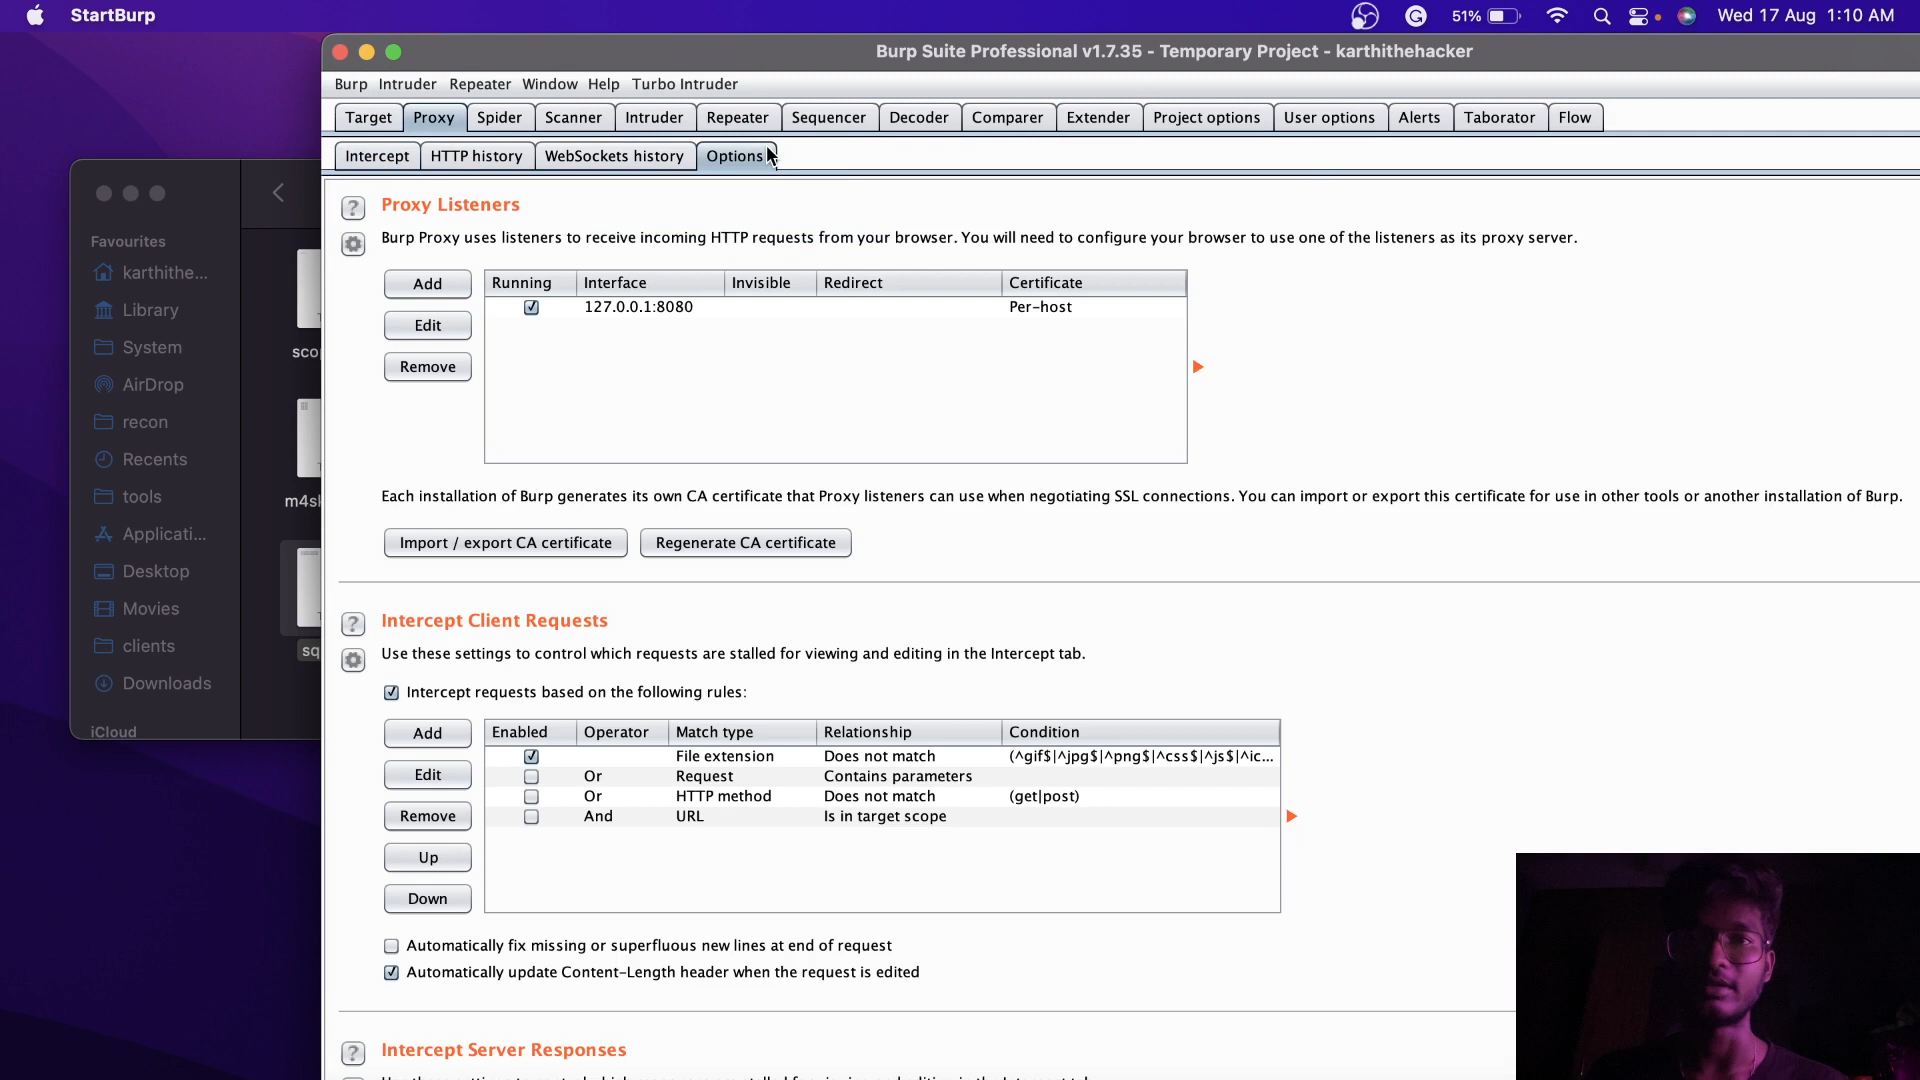 StartBurp
51%
Wed 17 Aug 1:10 AM
Burp Suite Professional v1.7.35 - Temporary Project - karthithehacker
Burp Intruder Repeater Window Help Turbo Intruder
Target Proxy Spider Scanner Intruder Repeater Sequencer Decoder Comparer Extender Project options User options Alerts Taborator Flow
Intercept HTTP history WebSockets history Options
Favourites
karthithe...
Library
System
AirDrop
recon
Recents
tools
Applicati...
Desktop
Movies
clients
Downloads
iCloud
sco
m4sl
sq
Proxy Listeners
Burp Proxy uses listeners to receive incoming HTTP requests from your browser. You will need to configure your browser to use one of the listeners as its proxy server.
Add
Edit
Remove
Running Interface Invisible Redirect Certificate
127.0.0.1:8080 Per-host
Each installation of Burp generates its own CA certificate that Proxy listeners can use when negotiating SSL connections. You can import or export this certificate for use in other tools or another installation of Burp.
Import / export CA certificate Regenerate CA certificate
Intercept Client Requests
Use these settings to control which requests are stalled for viewing and editing in the Intercept tab.
Intercept requests based on the following rules:
Add
Edit
Remove
Up
Down
Enabled Operator Match type Relationship Condition
File extension Does not match (^gif$|^jpg$|^png$|^css$|^js$|^ic...
Or Request Contains parameters
Or HTTP method Does not match (get|post)
And URL Is in target scope
Automatically fix missing or superfluous new lines at end of request
Automatically update Content-Length header when the request is edited
Intercept Server Responses